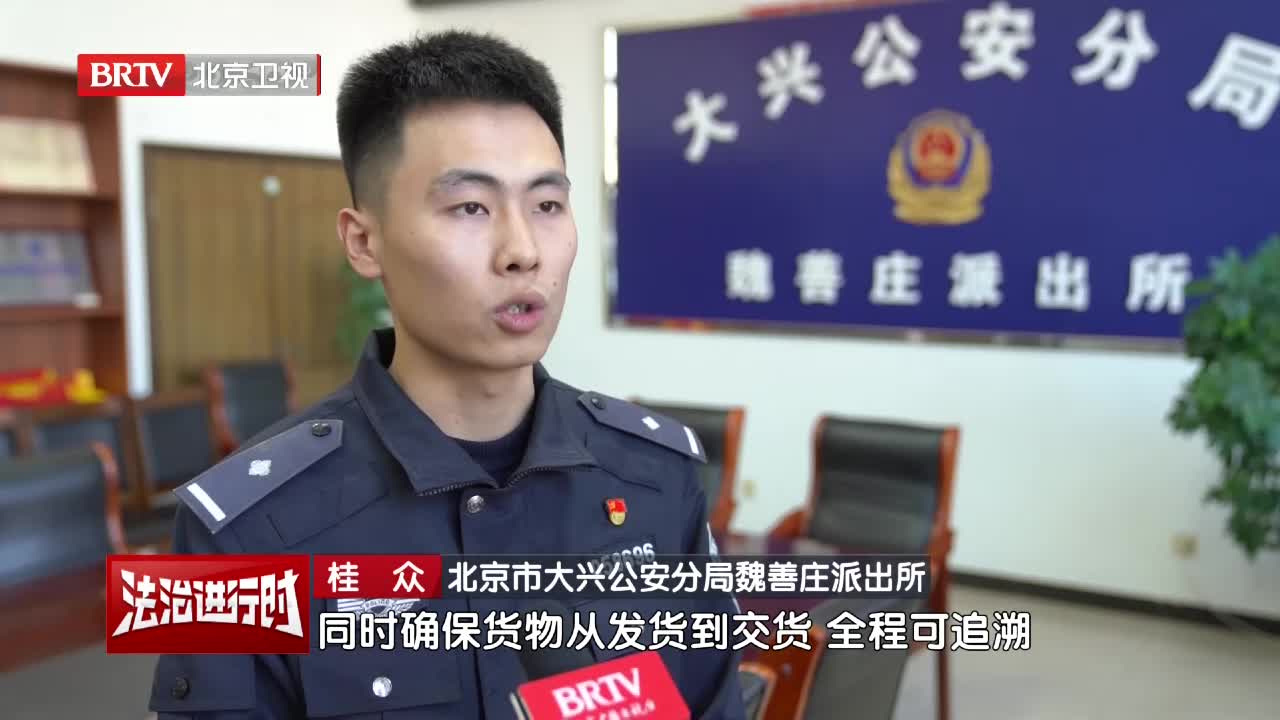 BRTV 北京卫视
大兴公安分局
魏善庄派出所
法治进行时
桂 众 北京市大兴公安分局魏善庄派出所
同时确保货物从发货到交货 全程可追溯
BRTV